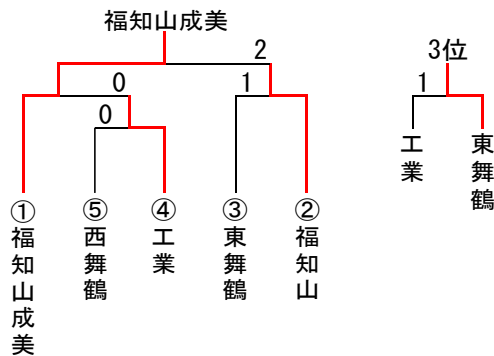 福知山成美
2
3位
0
1
1
0
工業
東舞鶴
①福知山成美
⑤西舞鶴
④工業
③東舞鶴
②福知山